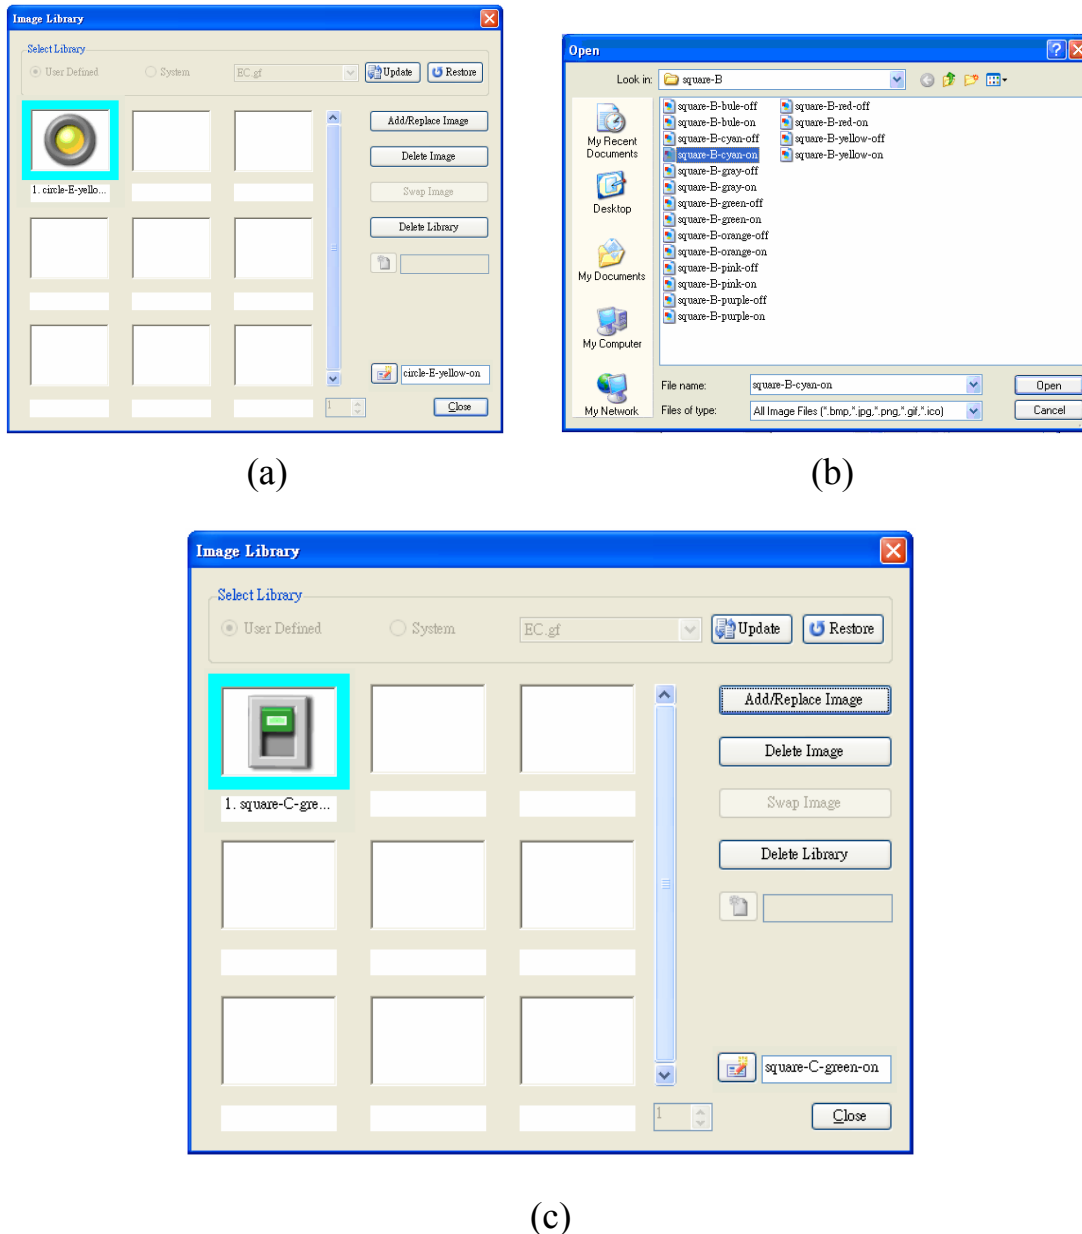 Image Library
Select Library
User Defined
System
EC.gf
Update
Restore
1. circle-E-yello...
Add/Replace Image
Delete Image
Swap Image
Delete Library
circle-E-yellow-on
1
Close
(a)
Open
Look in:
square-B
My Recent
Documents
Desktop
My Documents
My Computer
My Network
square-B-bule-off
square-B-bule-on
square-B-cyan-off
square-B-cyan-on
square-B-gray-off
square-B-gray-on
square-B-green-off
square-B-green-on
square-B-orange-off
square-B-orange-on
square-B-pink-off
square-B-pink-on
square-B-purple-off
square-B-purple-on
square-B-red-off
square-B-red-on
square-B-yellow-off
square-B-yellow-on
File name:
square-B-cyan-on
Open
Files of type:
All Image Files (*.bmp,*.jpg,*.png,*.gif,*.ico)
Cancel
(b)
Image Library
Select Library
User Defined
System
EC.gf
Update
Restore
1. square-C-gre...
Add/Replace Image
Delete Image
Swap Image
Delete Library
square-C-green-on
1
Close
(c)